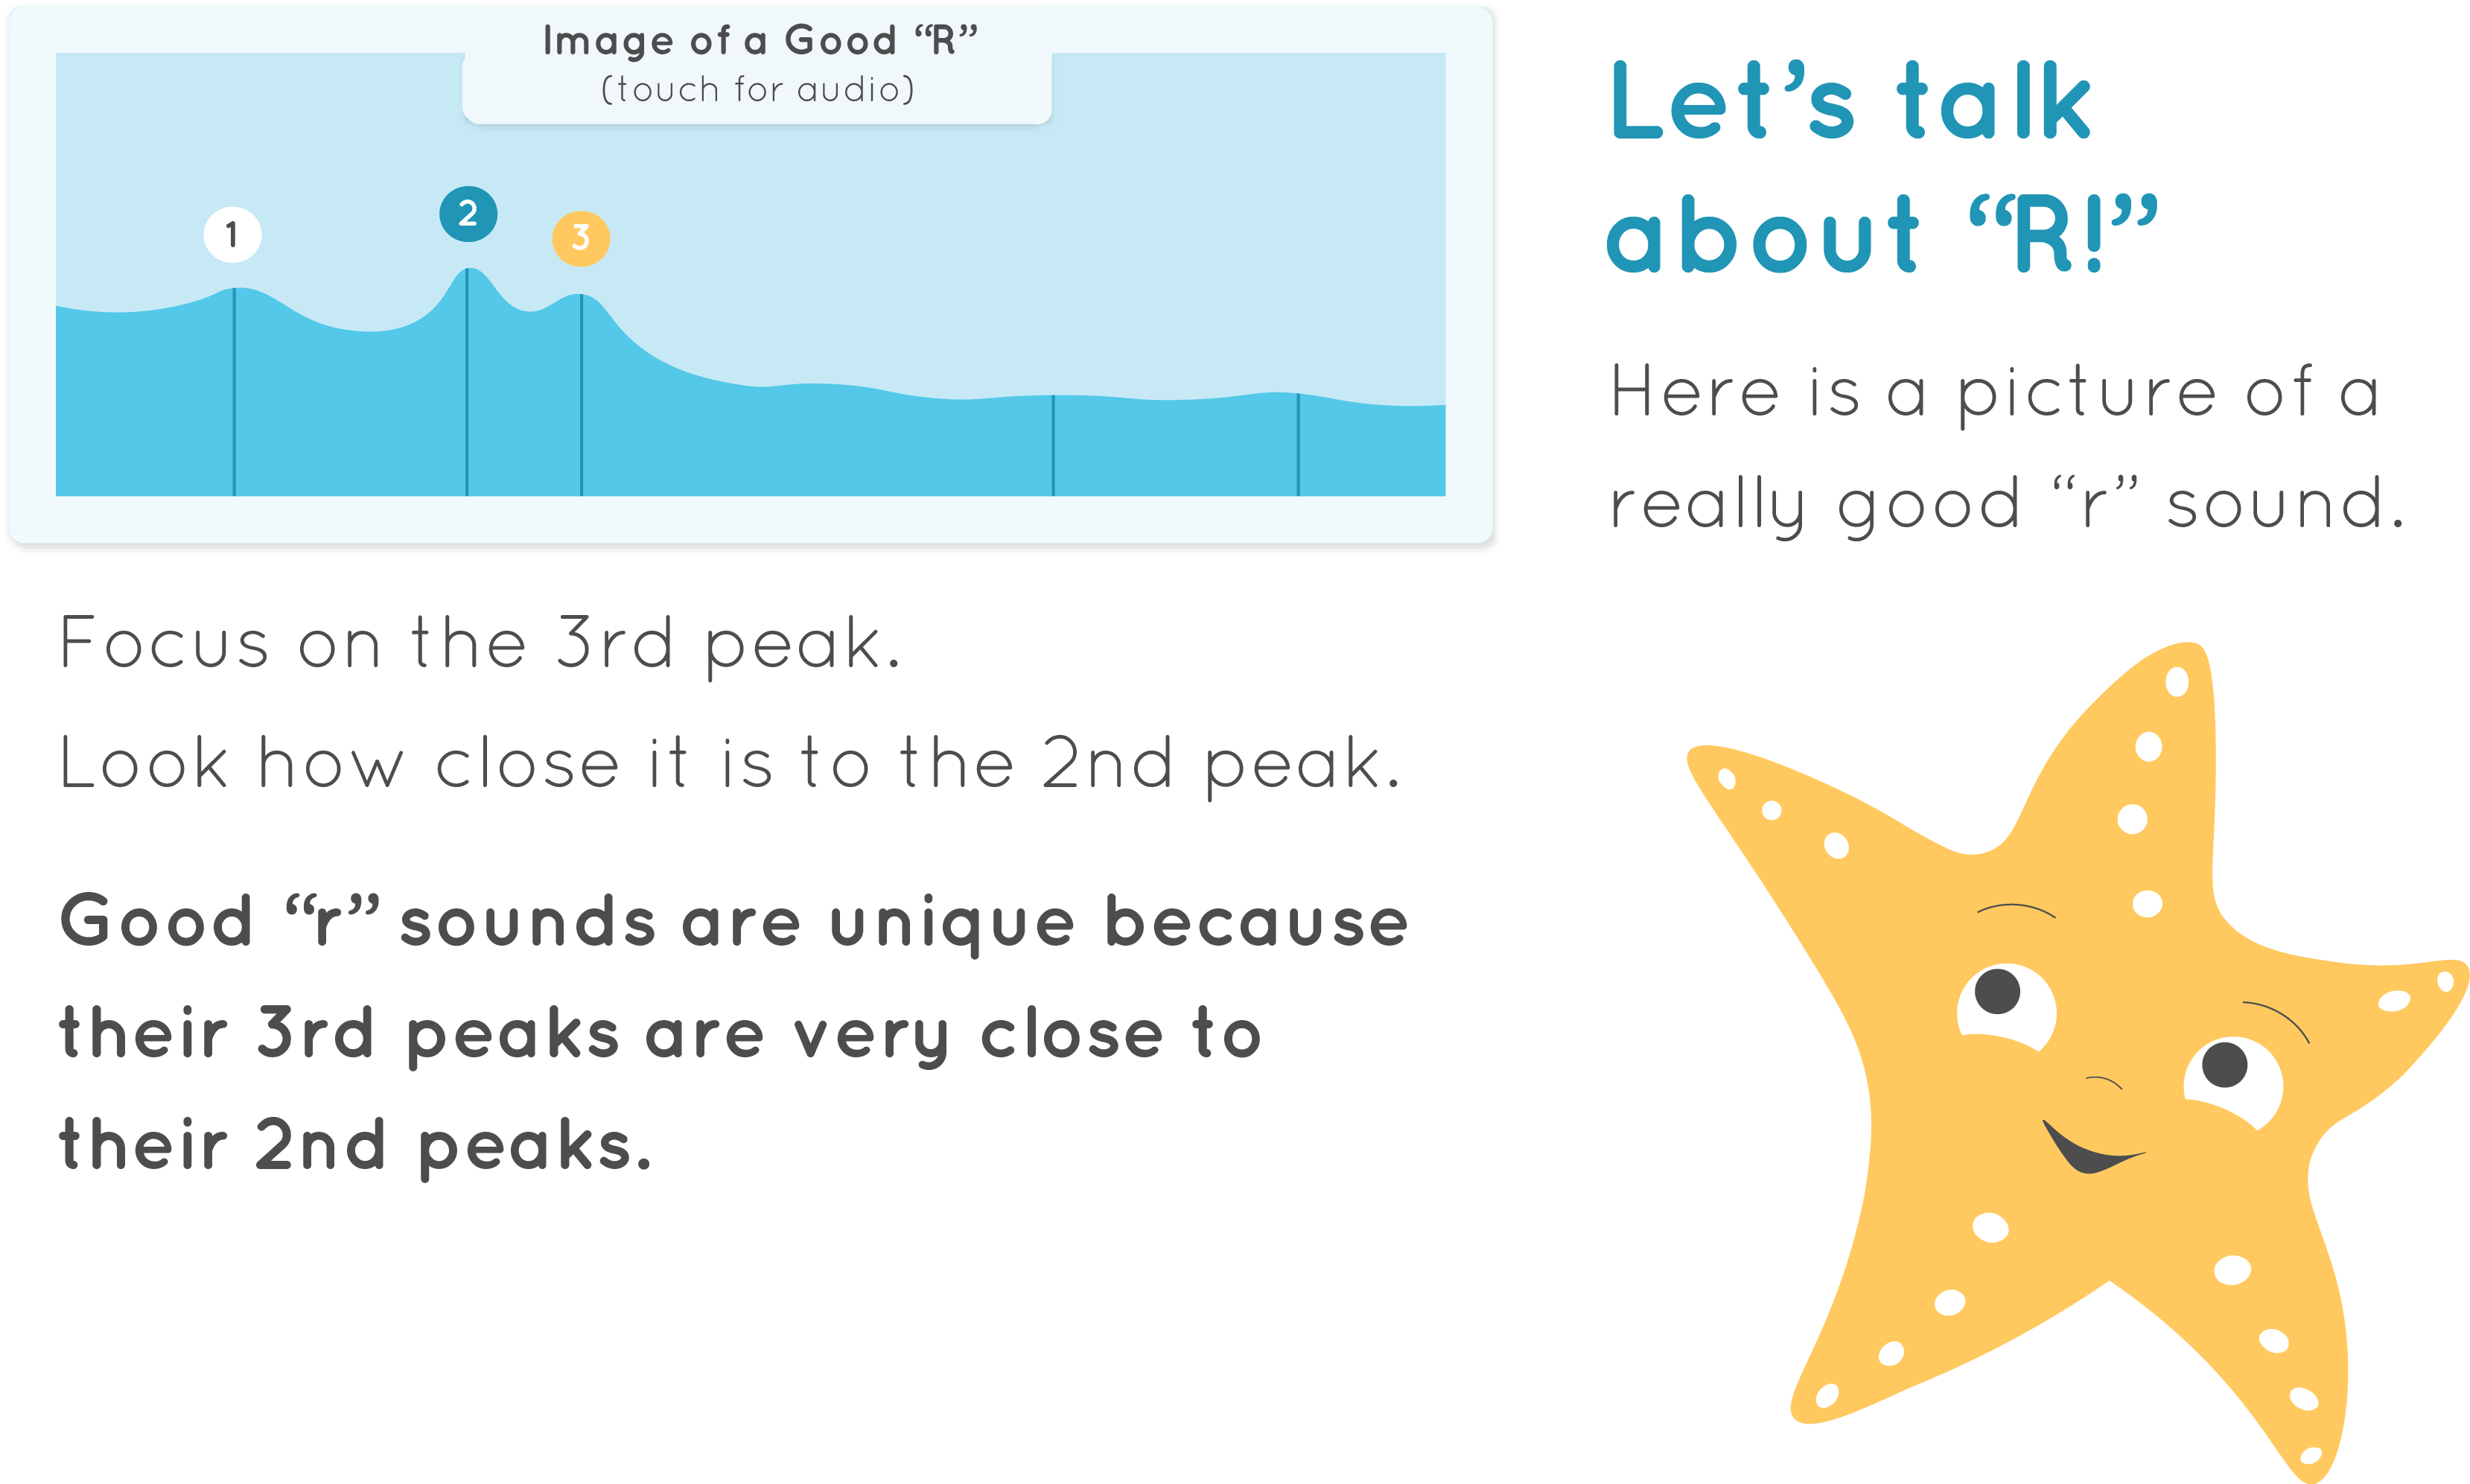 Image of a Good “R”
(touch for audio)
1
2
3
Let’s talk
about “R!”
Here is a picture of a
really good “r” sound.
Focus on the 3rd peak.
Look how close it is to the 2nd peak.
Good “r” sounds are unique because
their 3rd peaks are very close to
their 2nd peaks.